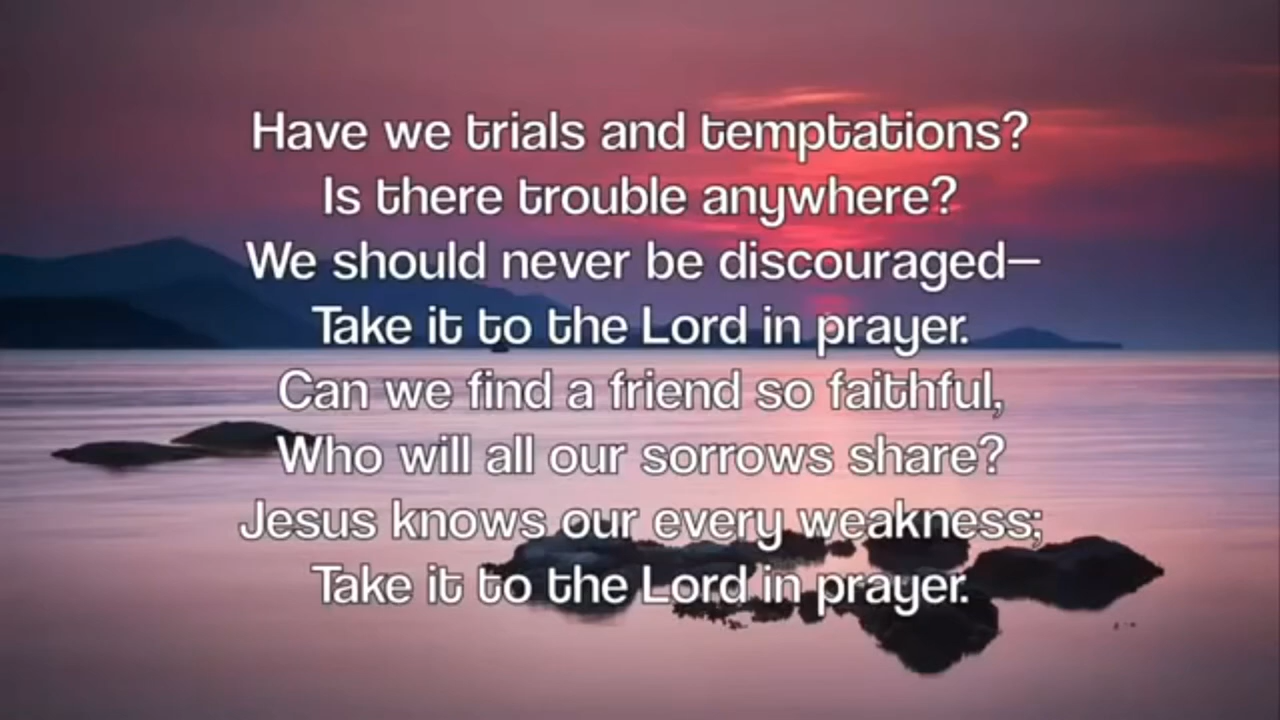 Have we trials and temptations?
Is there trouble anywhere?
We should never be discouraged—
Take it to the Lord in prayer.
Can we find a friend so faithful,
Who will all our sorrows share?
Jesus knows our every weakness;
Take it to the Lord in prayer.